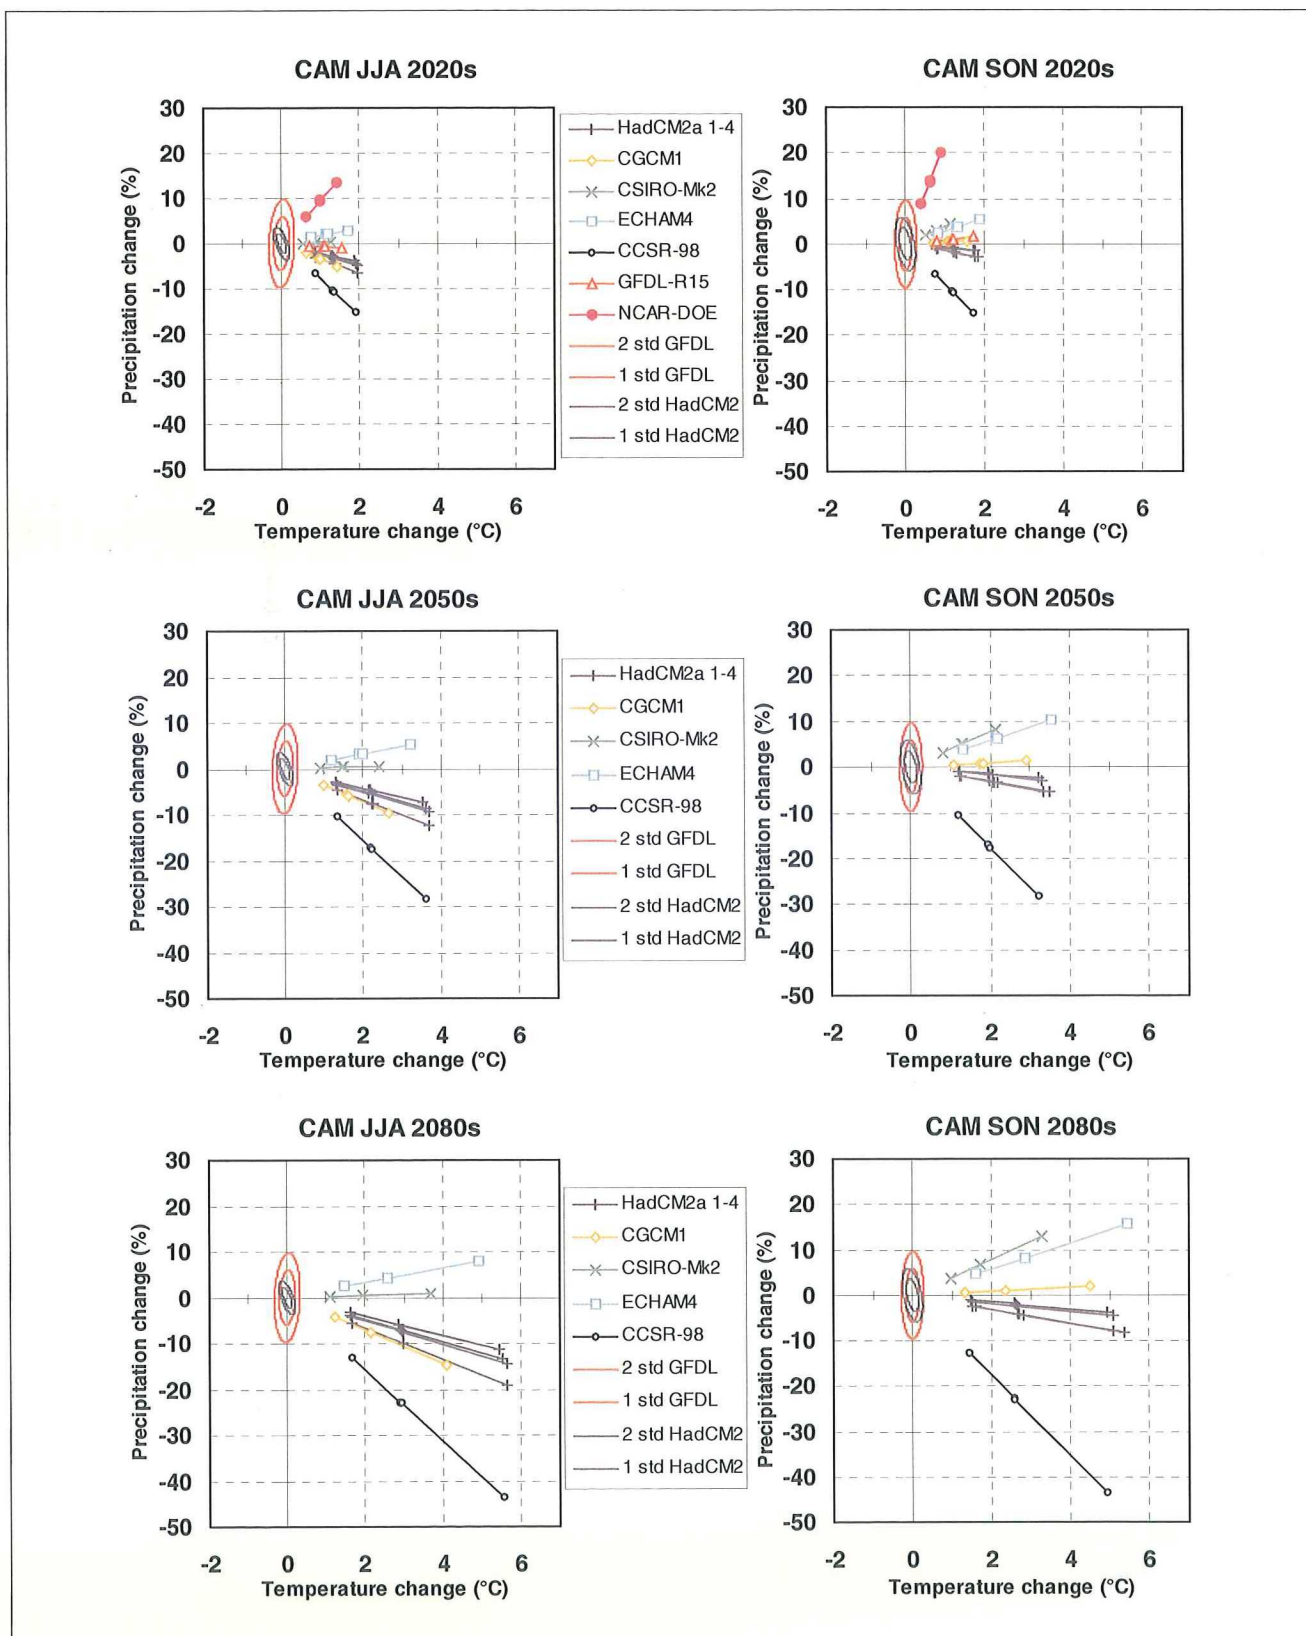 CAM JJA 2020s
30
20
10
0
-10
-20
-30
-40
-50
Precipitation change (%)
-2 0 2 4 6
Temperature change (°C)
HadCM2a 1-4
CGCM1
CSIRO-Mk2
ECHAM4
CCSR-98
GFDL-R15
NCAR-DOE
2 std GFDL
1 std GFDL
2 std HadCM2
1 std HadCM2
CAM SON 2020s
30
20
10
0
-10
-20
-30
-40
-50
Precipitation change (%)
-2 0 2 4 6
Temperature change (°C)
CAM JJA 2050s
30
20
10
0
-10
-20
-30
-40
-50
Precipitation change (%)
-2 0 2 4 6
Temperature change (°C)
HadCM2a 1-4
CGCM1
CSIRO-Mk2
ECHAM4
CCSR-98
2 std GFDL
1 std GFDL
2 std HadCM2
1 std HadCM2
CAM SON 2050s
30
20
10
0
-10
-20
-30
-40
-50
Precipitation change (%)
-2 0 2 4 6
Temperature change (°C)
CAM JJA 2080s
30
20
10
0
-10
-20
-30
-40
-50
Precipitation change (%)
-2 0 2 4 6
Temperature change (°C)
HadCM2a 1-4
CGCM1
CSIRO-Mk2
ECHAM4
CCSR-98
2 std GFDL
1 std GFDL
2 std HadCM2
1 std HadCM2
CAM SON 2080s
30
20
10
0
-10
-20
-30
-40
-50
Precipitation change (%)
-2 0 2 4 6
Temperature change (°C)